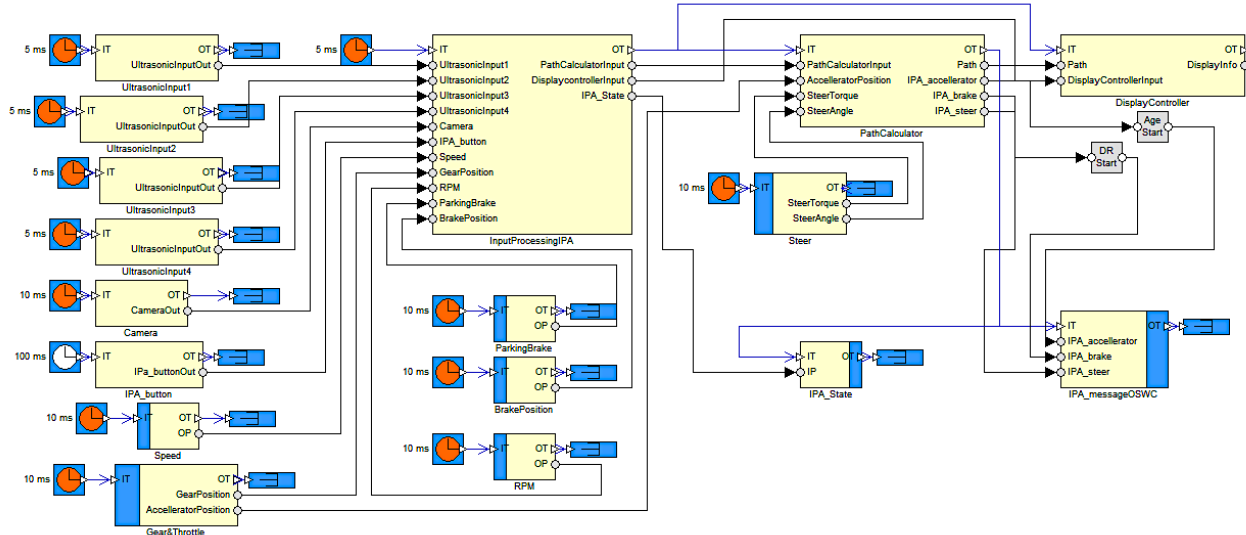 5 ms
IT
OT
UltrasonicInputOut
UltrasonicInput1
5 ms
IT
OT
UltrasonicInputOut
UltrasonicInput2
5 ms
IT
OT
UltrasonicInputOut
UltrasonicInput3
5 ms
IT
OT
UltrasonicInputOut
UltrasonicInput4
10 ms
IT
OT
CameraOut
Camera
100 ms
IT
OT
IPa_buttonOut
IPA_button
10 ms
IT
OT
OP
Speed
10 ms
IT
OT
GearPosition
AccelleratorPosition
Gear&Throttle
5 ms
IT
UltrasonicInput1
UltrasonicInput2
UltrasonicInput3
UltrasonicInput4
Camera
IPA_button
Speed
GearPosition
RPM
ParkingBrake
BrakePosition
OT
PathCalculatorInput
DisplaycontrollerInput
IPA_State
InputProcessingIPA
10 ms
IT
OT
OP
ParkingBrake
10 ms
IT
OT
OP
BrakePosition
10 ms
IT
OT
OP
RPM
IT
PathCalculatorInput
AccelleratorPosition
SteerTorque
SteerAngle
OT
Path
IPA_accellerator
IPA_brake
IPA_steer
PathCalculator
10 ms
IT
OT
SteerTorque
SteerAngle
Steer
IT
IP
OT
IPA_State
IT
Path
DisplayControllerInput
OT
DisplayInfo
DisplayController
Age
Start
DR
Start
IT
IPA_accellerator
IPA_brake
IPA_steer
OT
IPA_messageOSWC